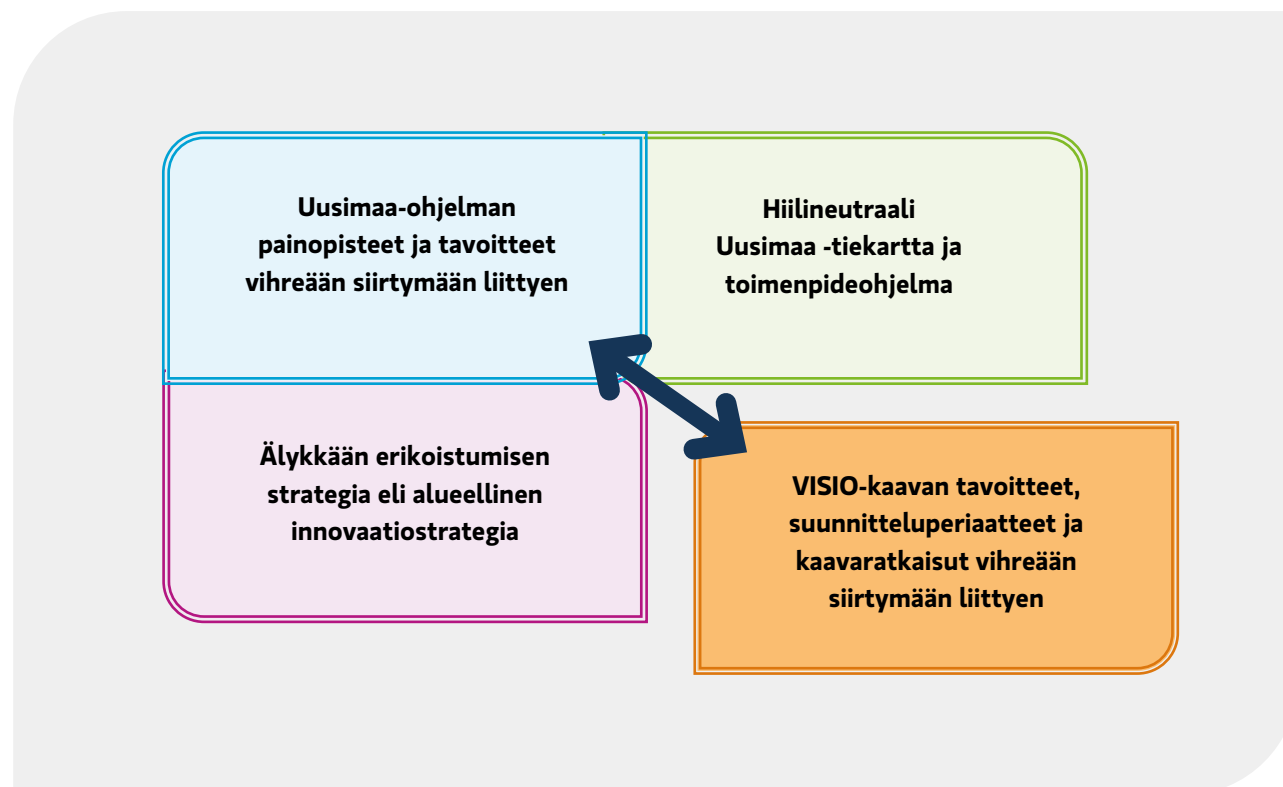 Uusimaa-ohjelman
painopisteet ja tavoitteet
vihreään siirtymään liittyen
Hiilineutraali
Uusimaa -tiekartta ja
toimenpideohjelma
Älykkään erikoistumisen
strategia eli alueellinen
innovaatiostrategia
VISIO-kaavan tavoitteet,
suunnitteluperiaatteet ja
kaavaratkaisut vihreään
siirtymään liittyen